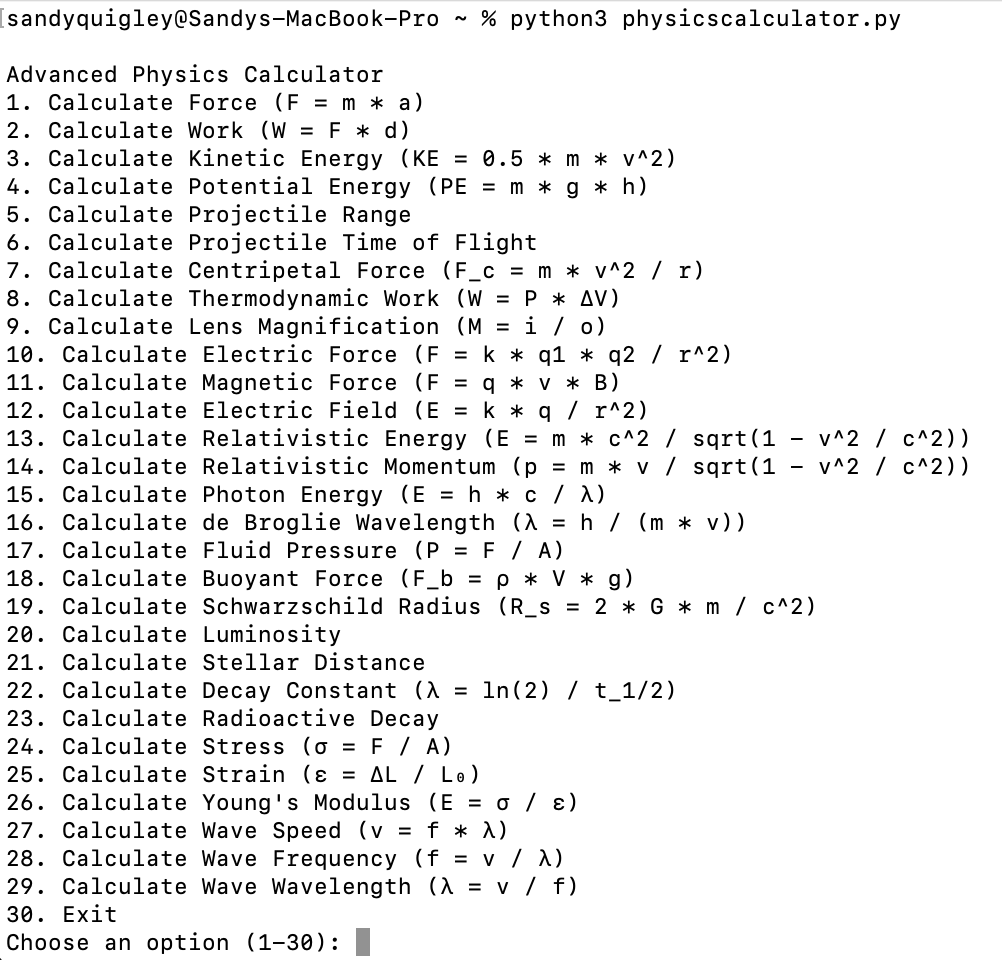 [sandyquigley@Sandys-MacBook-Pro ~ % python3 physicscalculator.py
Advanced Physics Calculator
1. Calculate Force (F = m * a)
2. Calculate Work (W = F * d)
3. Calculate Kinetic Energy (KE = 0.5 * m * v^2)
4. Calculate Potential Energy (PE = m * g * h)
5. Calculate Projectile Range
6. Calculate Projectile Time of Flight
7. Calculate Centripetal Force (F_c = m * v^2 / r)
8. Calculate Thermodynamic Work (W = P * ΔV)
9. Calculate Lens Magnification (M = i / o)
10. Calculate Electric Force (F = k * q1 * q2 / r^2)
11. Calculate Magnetic Force (F = q * v * B)
12. Calculate Electric Field (E = k * q / r^2)
13. Calculate Relativistic Energy (E = m * c^2 / sqrt(1 - v^2 / c^2))
14. Calculate Relativistic Momentum (p = m * v / sqrt(1 - v^2 / c^2))
15. Calculate Photon Energy (E = h * c / λ)
16. Calculate de Broglie Wavelength (λ = h / (m * v))
17. Calculate Fluid Pressure (P = F / A)
18. Calculate Buoyant Force (F_b = ρ * V * g)
19. Calculate Schwarzschild Radius (R_s = 2 * G * m / c^2)
20. Calculate Luminosity
21. Calculate Stellar Distance
22. Calculate Decay Constant (λ = ln(2) / t_1/2)
23. Calculate Radioactive Decay
24. Calculate Stress (σ = F / A)
25. Calculate Strain (ε = ΔL / L₀)
26. Calculate Young's Modulus (E = σ / ε)
27. Calculate Wave Speed (v = f * λ)
28. Calculate Wave Frequency (f = v / λ)
29. Calculate Wave Wavelength (λ = v / f)
30. Exit
Choose an option (1-30):